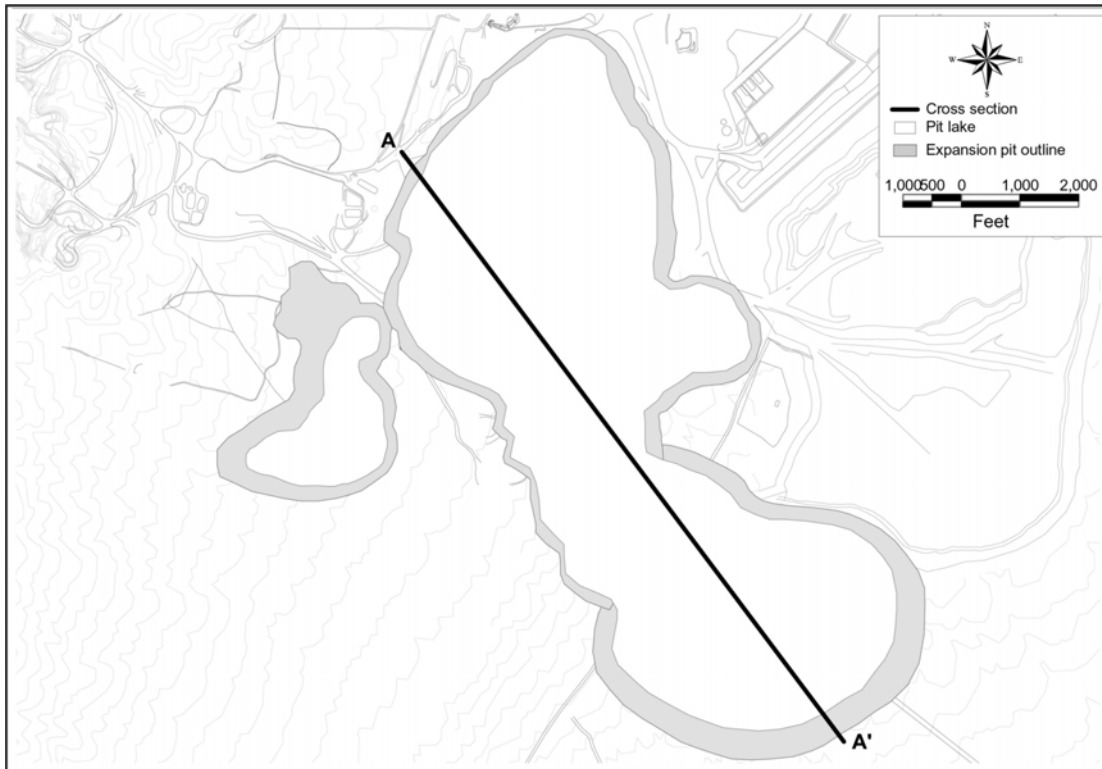 A
A'
N
W E
S
Cross section
Pit lake
Expansion pit outline
1,000 500 0 1,000 2,000
Feet